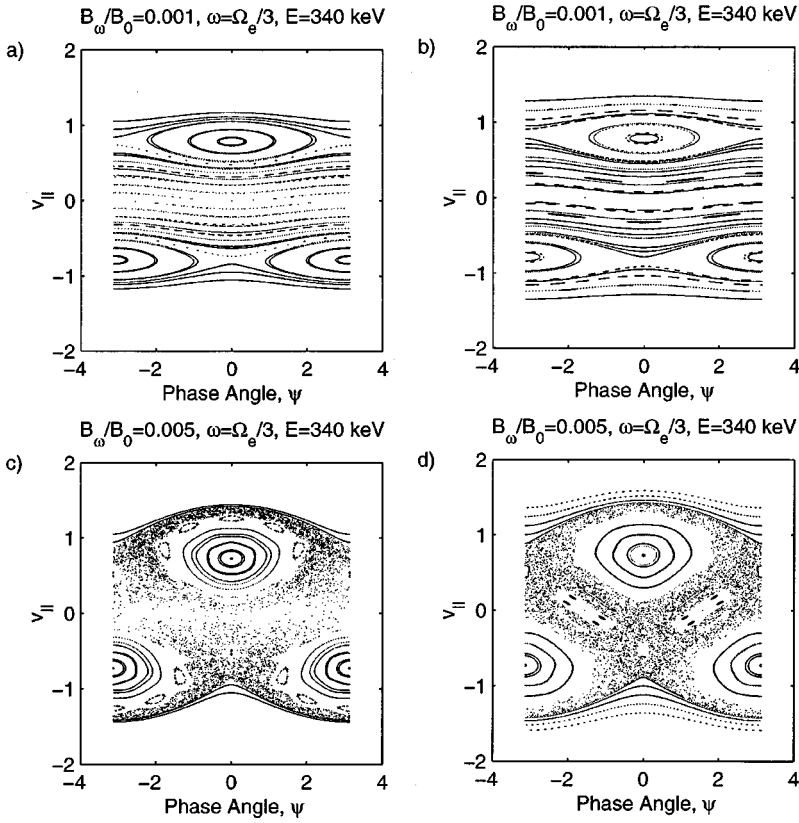 B_ω/B_0=0.001, ω=Ω_e/3, E=340 keV
a)
2
1
0
−1
−2
v_||
−4
−2
0
2
4
Phase Angle, ψ
B_ω/B_0=0.001, ω=Ω_e/3, E=340 keV
b)
2
1
0
−1
−2
v_||
−4
−2
0
2
4
Phase Angle, ψ
B_ω/B_0=0.005, ω=Ω_e/3, E=340 keV
c)
2
1
0
−1
−2
v_||
−4
−2
0
2
4
Phase Angle, ψ
B_ω/B_0=0.005, ω=Ω_e/3, E=340 keV
d)
2
1
0
−1
−2
v_||
−4
−2
0
2
4
Phase Angle, ψ